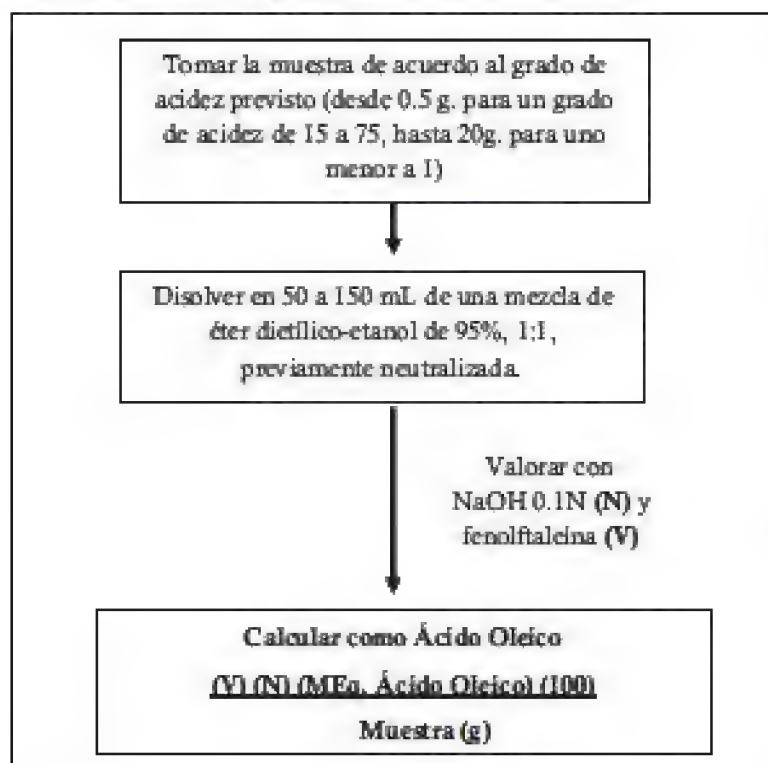 Tomar la muestra de acuerdo al grado de
acidez previsto (desde 0.5 g. para un grado
de acidez de 15 a 75, hasta 20g. para uno
menor a 1)
Disolver en 50 a 150 mL de una mezcla de
éter dietílico-etanol de 95%, 1:1,
previamente neutralizada.
Valorar con
NaOH 0.1N (N) y
fenolftaleína (V)
Calcular como Ácido Oleico
(V) (N) (MEq. Ácido Oleico) (100)
Muestra (g)